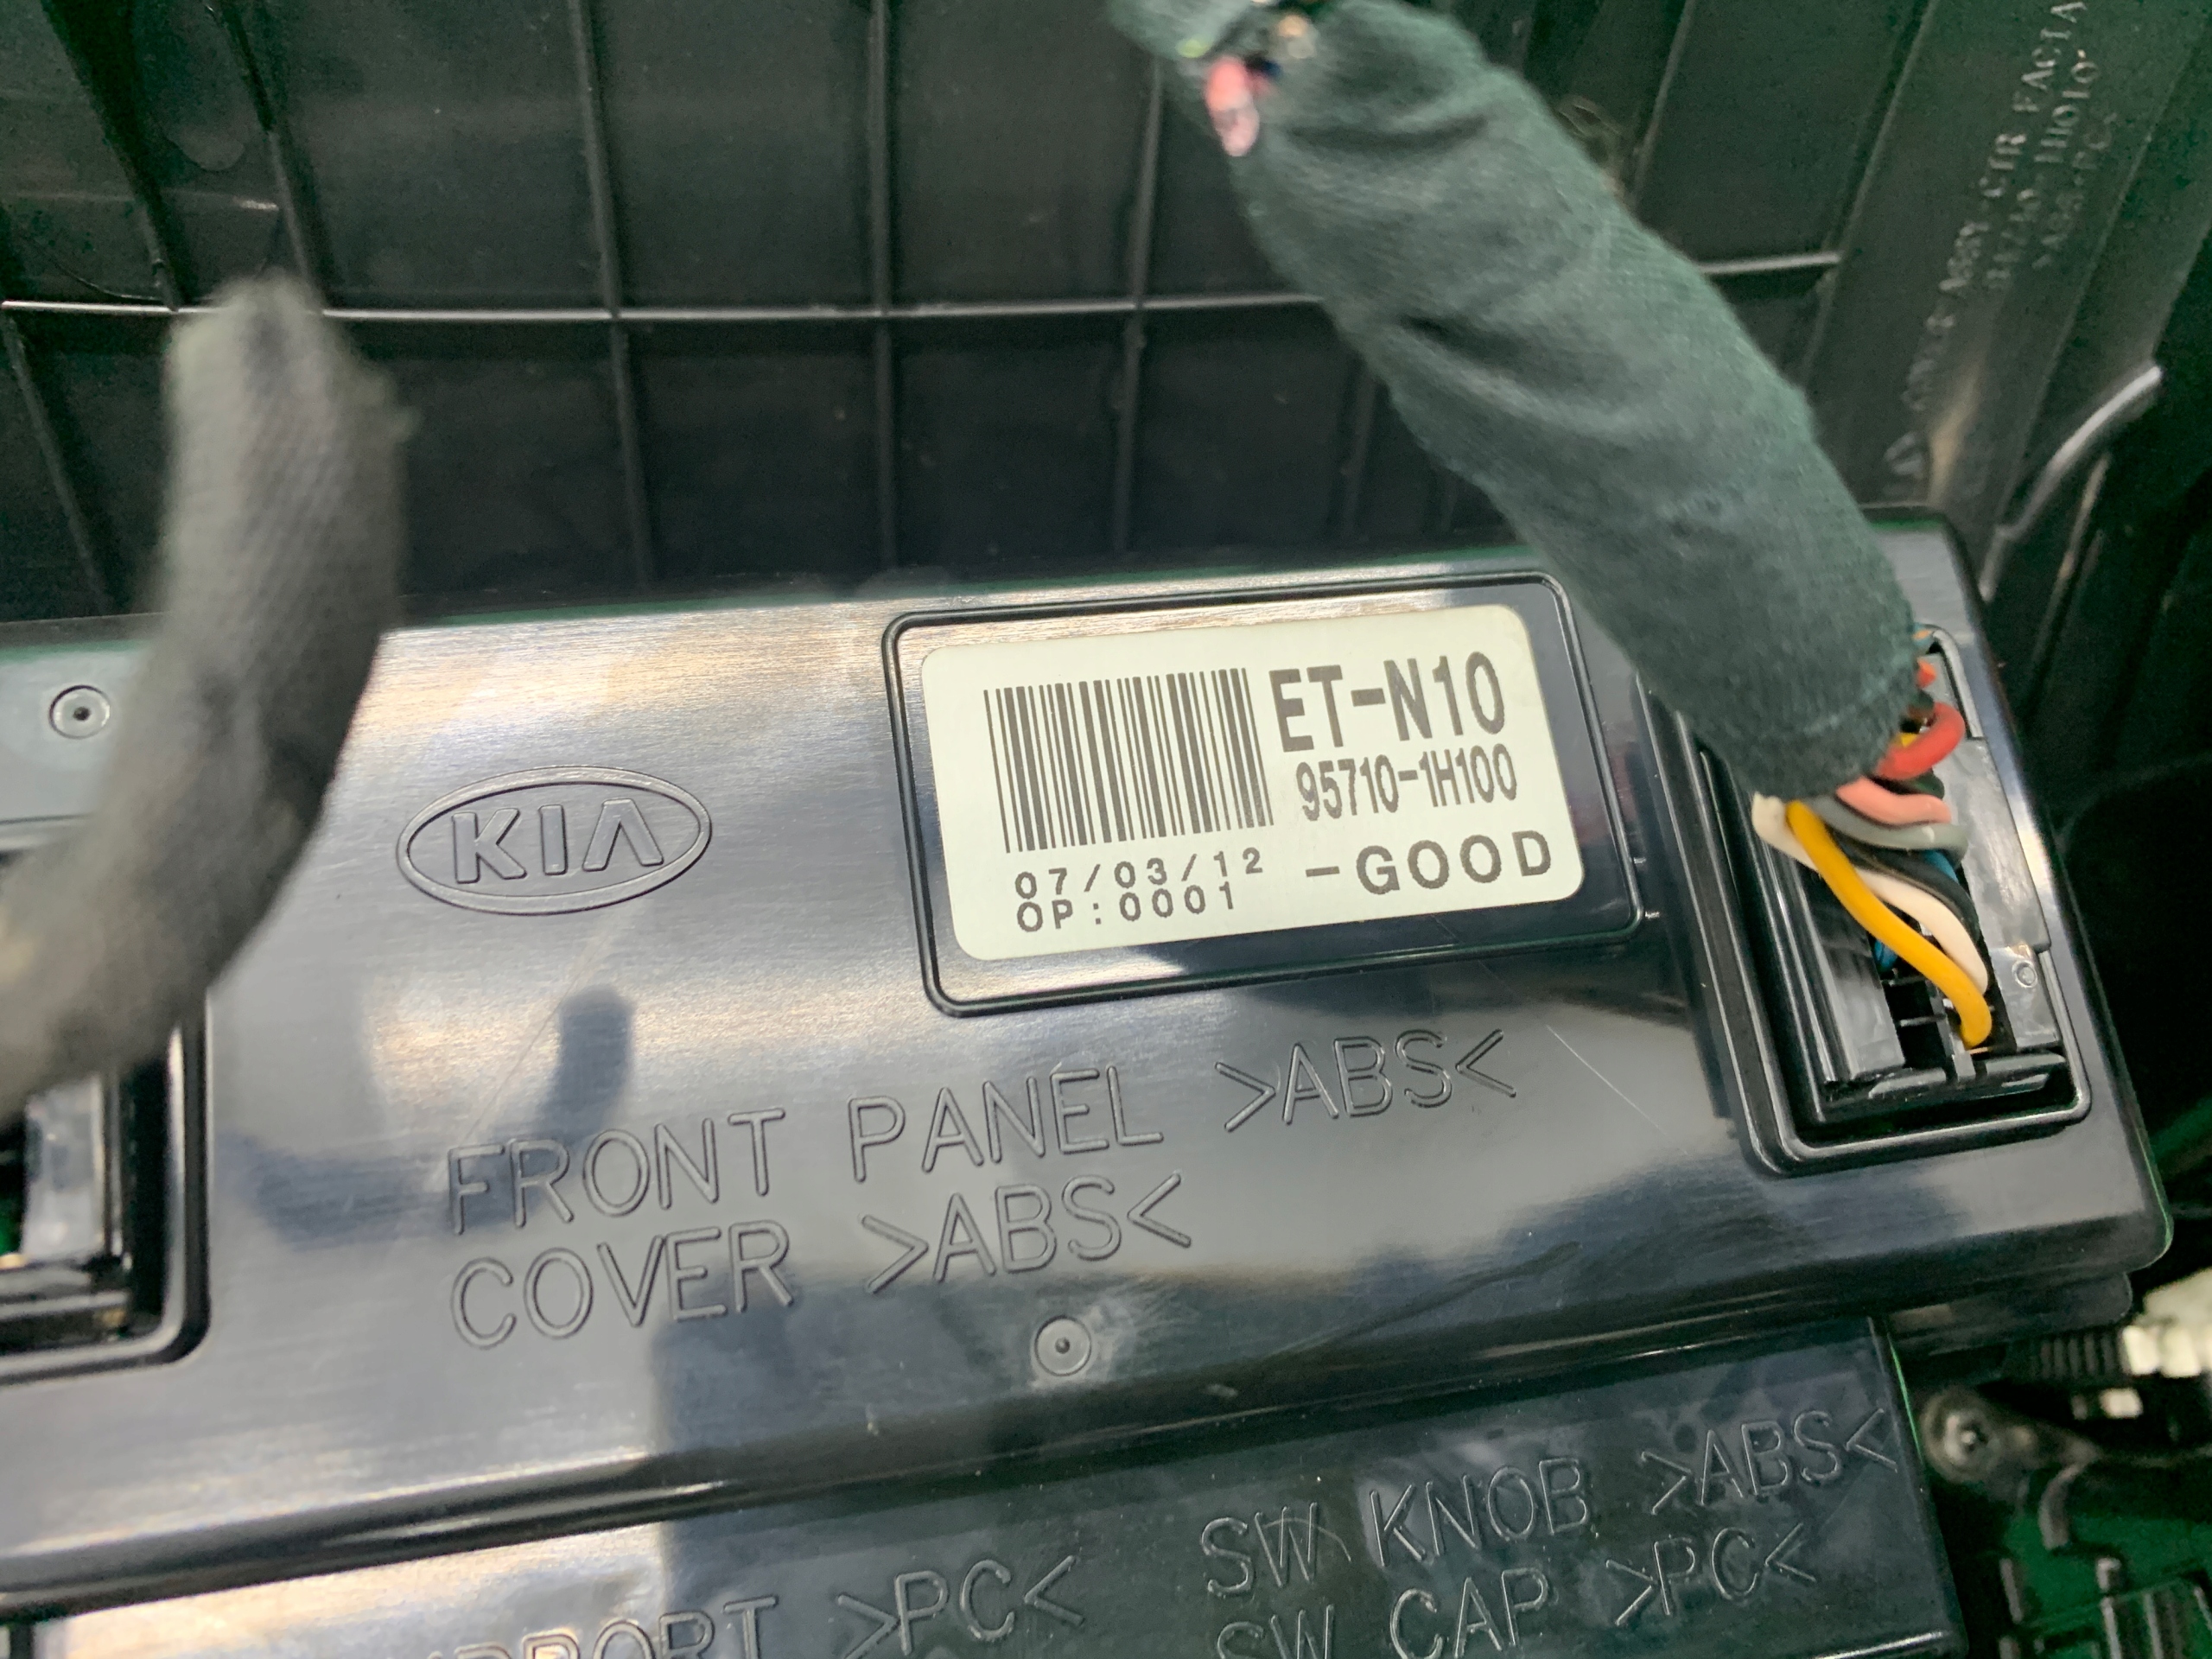 KIA
ET-N10
95710-1H100
07/03/12
-GOOD
OP:0001
FRONT PANEL >ABS<
COVER >ABS<
SW KNOB >ABS<
>PC<
SW CAP >PC<